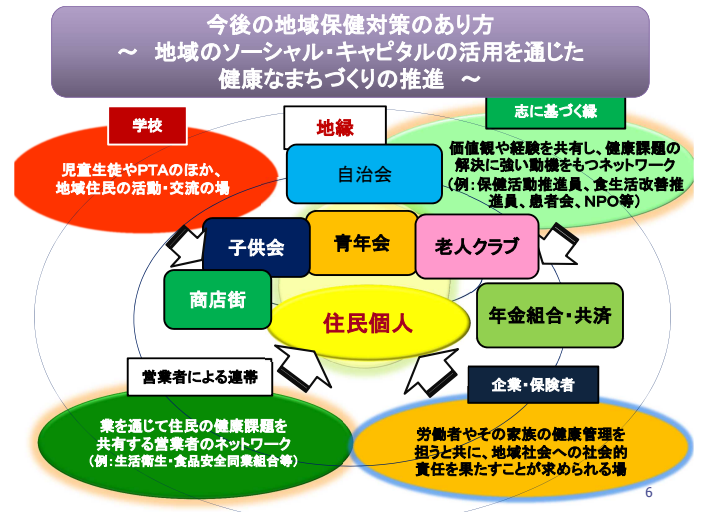 今後の地域保健対策のあり方
～ 地域のソーシャル・キャピタルの活用を通じた
健康なまちづくりの推進 ～
学校
児童生徒やPTAのほか、
地域住民の活動・交流の場
地縁
志に基づく縁
価値観や経験を共有し、健康課題の
解決に強い動機をもつネットワーク
(例:保健活動推進員、食生活改善推
進員、患者会、NPO等)
自治会
子供会
青年会
老人クラブ
商店街
住民個人
年金組合・共済
営業者による連帯
業を通じて住民の健康課題を
共有する営業者のネットワーク
(例:生活衛生・食品安全同業組合等)
企業・保険者
労働者やその家族の健康管理を
担うと共に、地域社会への社会的
責任を果たすことが求められる場
6